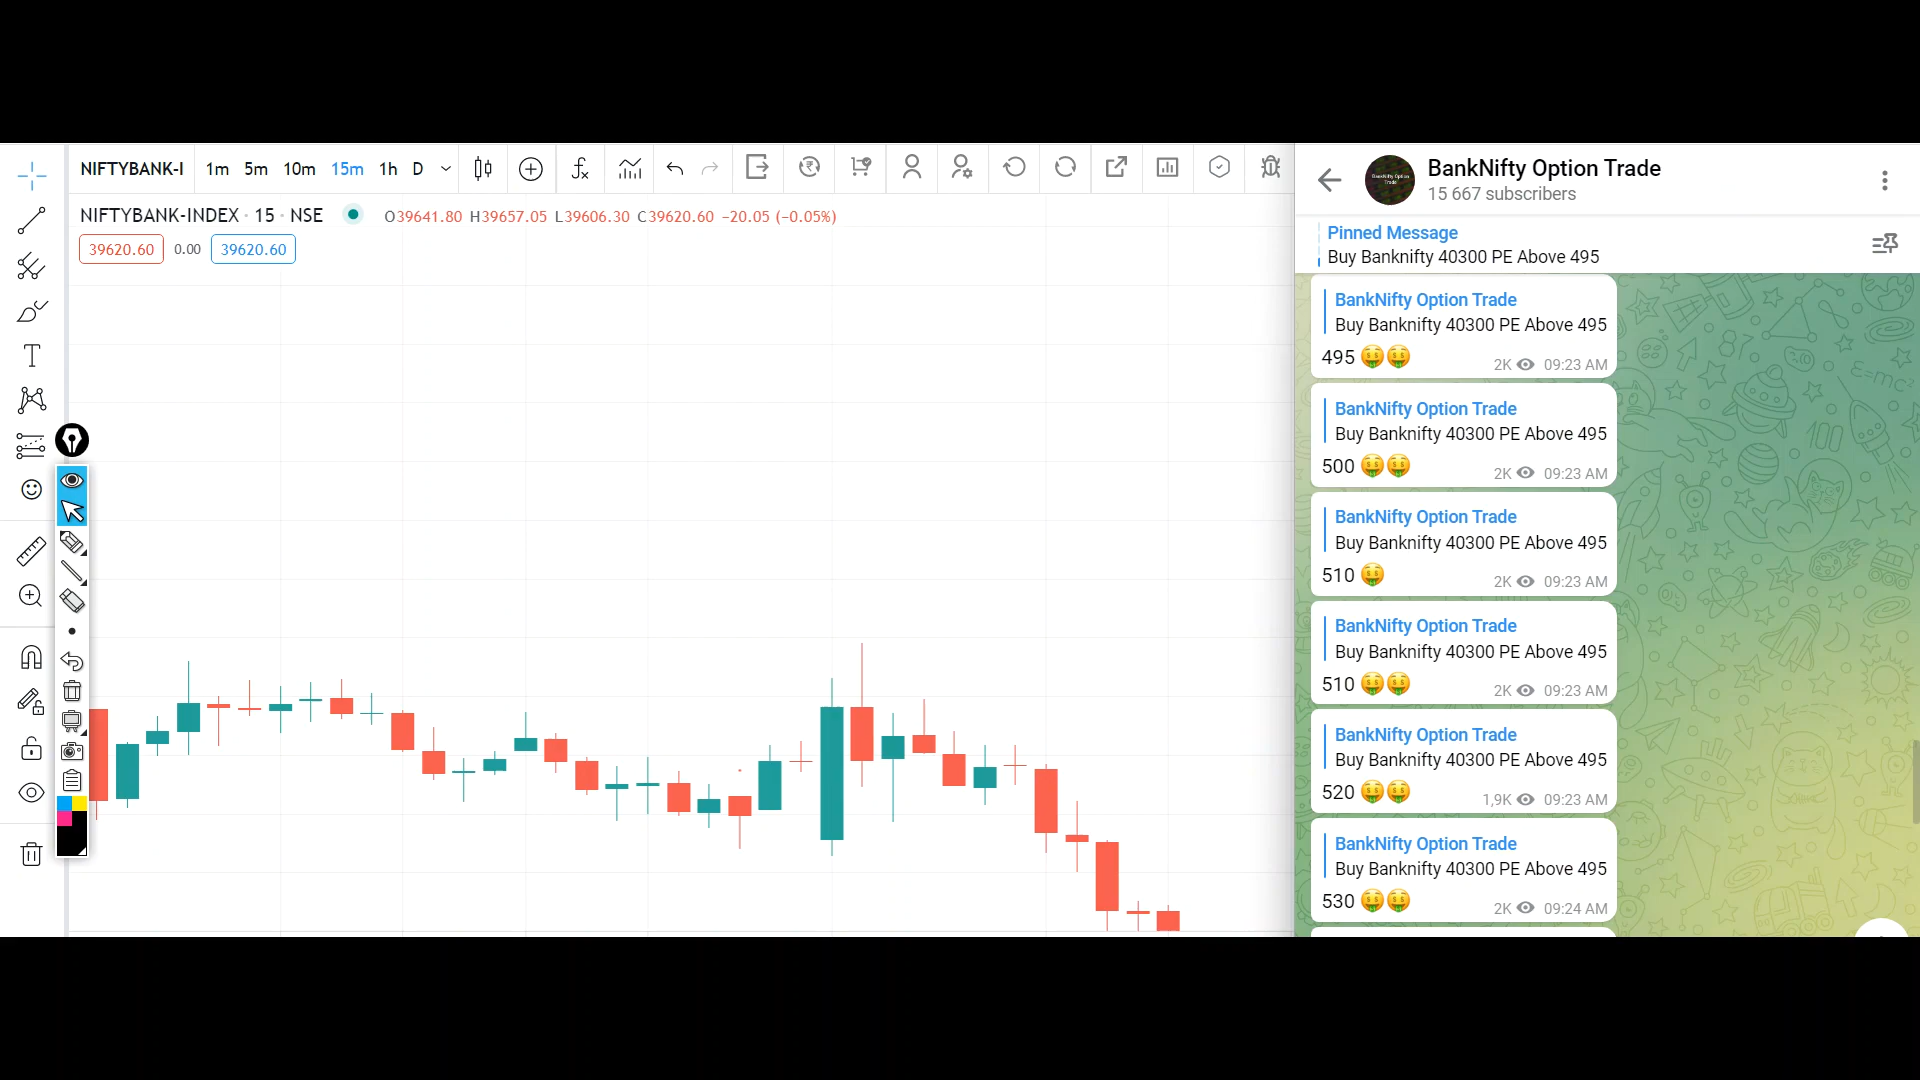 NIFTYBANK-I 1m 5m 10m 15m 1h D
NIFTYBANK-INDEX · 15 · NSE O39641.80 H39657.05 L39606.30 C39620.60 −20.05 (−0.05%)
39620.60 0.00 39620.60
BankNifty Option Trade
BankNifty Option Trade
15 667 subscribers
Pinned Message
Buy Banknifty 40300 PE Above 495
BankNifty Option Trade
Buy Banknifty 40300 PE Above 495
495 🤑🤑 2K 09:23 AM
BankNifty Option Trade
Buy Banknifty 40300 PE Above 495
500 🤑🤑 2K 09:23 AM
BankNifty Option Trade
Buy Banknifty 40300 PE Above 495
510 🤑 2K 09:23 AM
BankNifty Option Trade
Buy Banknifty 40300 PE Above 495
510 🤑🤑 2K 09:23 AM
BankNifty Option Trade
Buy Banknifty 40300 PE Above 495
520 🤑🤑 1,9K 09:23 AM
BankNifty Option Trade
Buy Banknifty 40300 PE Above 495
530 🤑🤑 2K 09:24 AM